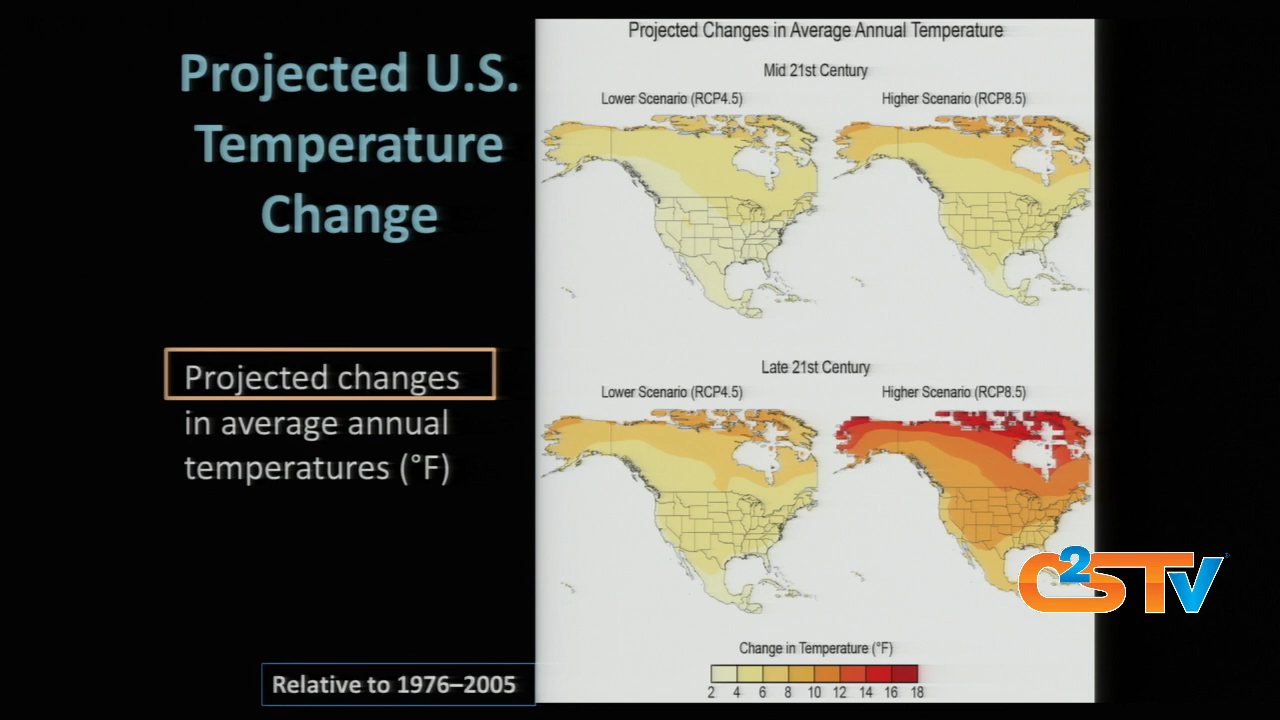 Projected U.S.
Temperature
Change
Projected changes
in average annual
temperatures (°F)
Relative to 1976–2005
Projected Changes in Average Annual Temperature
Mid 21st Century
Lower Scenario (RCP4.5)
Higher Scenario (RCP8.5)
Late 21st Century
Lower Scenario (RCP4.5)
Higher Scenario (RCP8.5)
Change in Temperature (°F)
2 4 6 8 10 12 14 16 18
C2STV